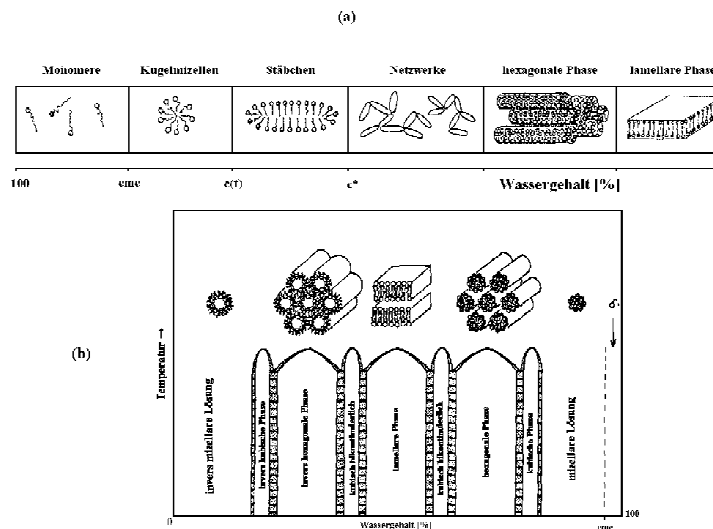 (a)
Monomere Kugelmizellen Stäbchen Netzwerke hexagonale Phase lamellare Phase
100 cmc c(T) c* Wassergehalt [%]
(b)
Temperatur →
invers mizellare Lösung
invers kubische Phase
invers hexagonale Phase
kubisch bikontinuierlich
lamellare Phase
kubisch bikontinuierlich
hexagonale Phase
kubische Phase
mizellare Lösung
0 Wassergehalt [%] cmc 100